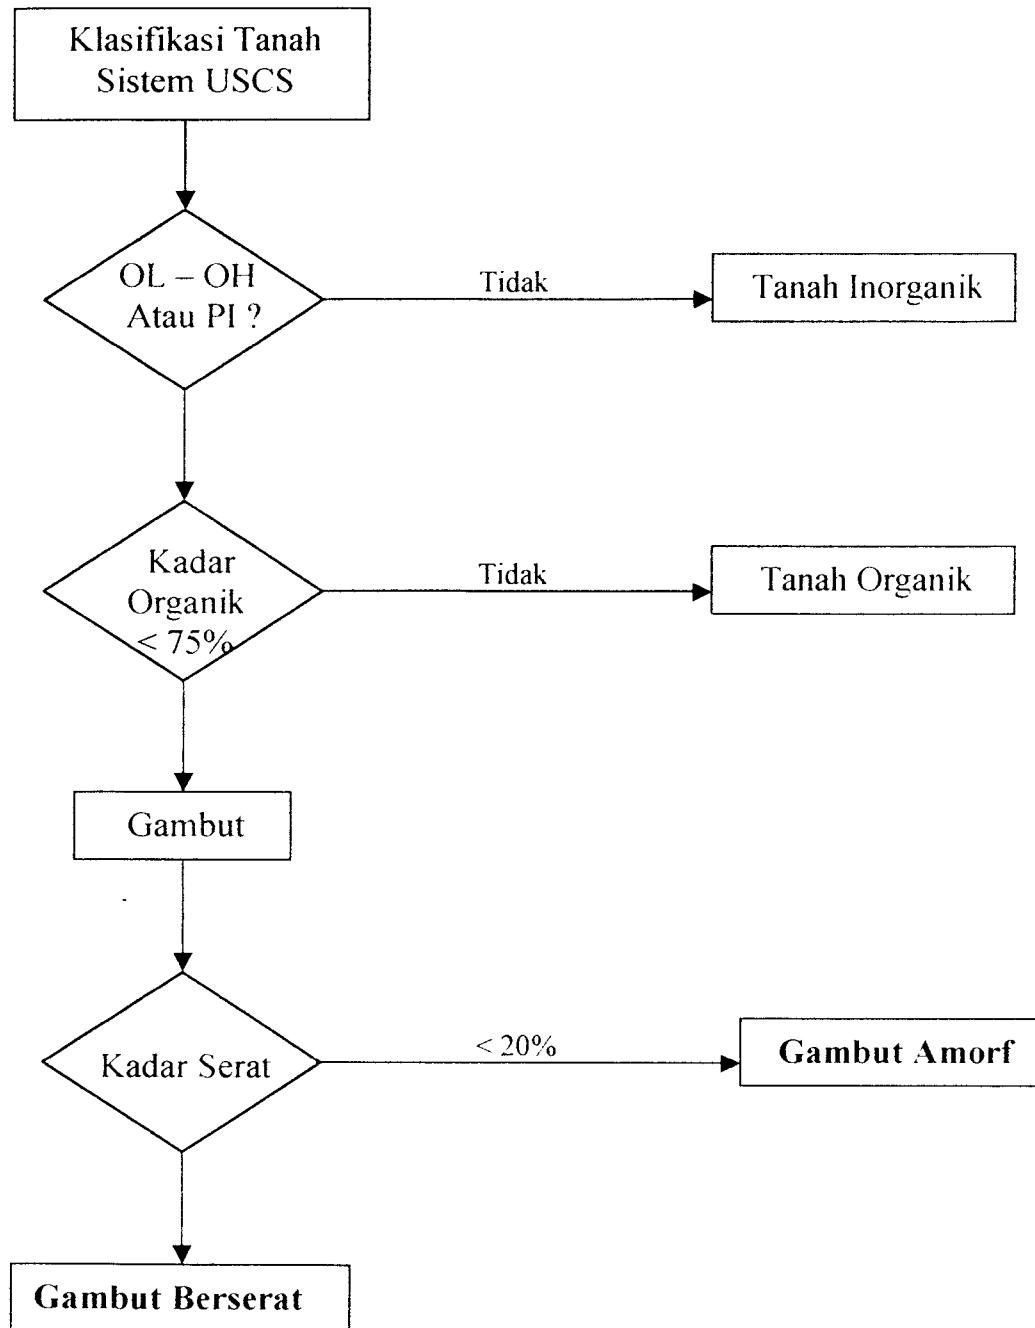 Klasifikasi Tanah
Sistem USCS
OL – OH
Atau PI ?
Tidak
Tanah Inorganik
Kadar
Organik
< 75%
Tidak
Tanah Organik
Gambut
Kadar Serat
< 20%
Gambut Amorf
Gambut Berserat